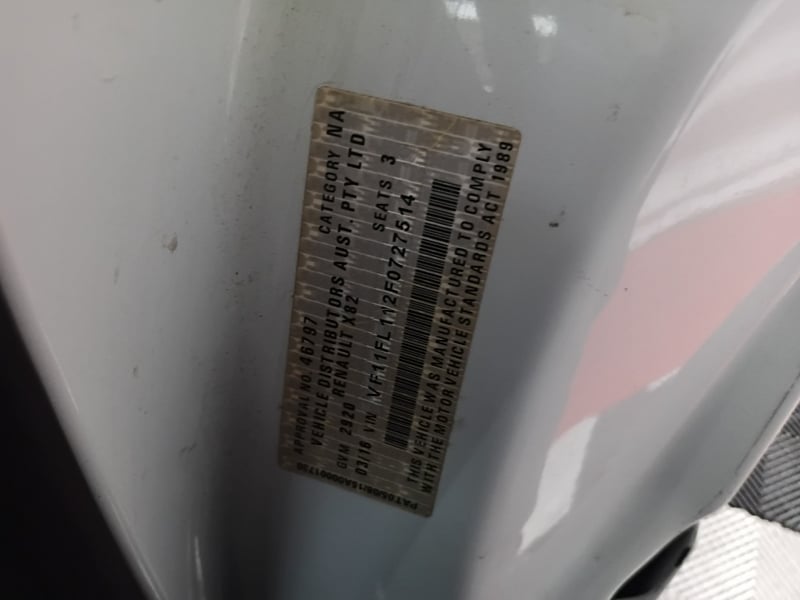 APPROVAL NO. 46797 CATEGORY NA
VEHICLE DISTRIBUTORS AUST. PTY LTD
GVM 2920 RENAULT X82 SEATS 3
03/16 VIN VF11FL112F0727514
THIS VEHICLE WAS MANUFACTURED TO COMPLY
WITH THE MOTOR VEHICLE STANDARDS ACT 1989